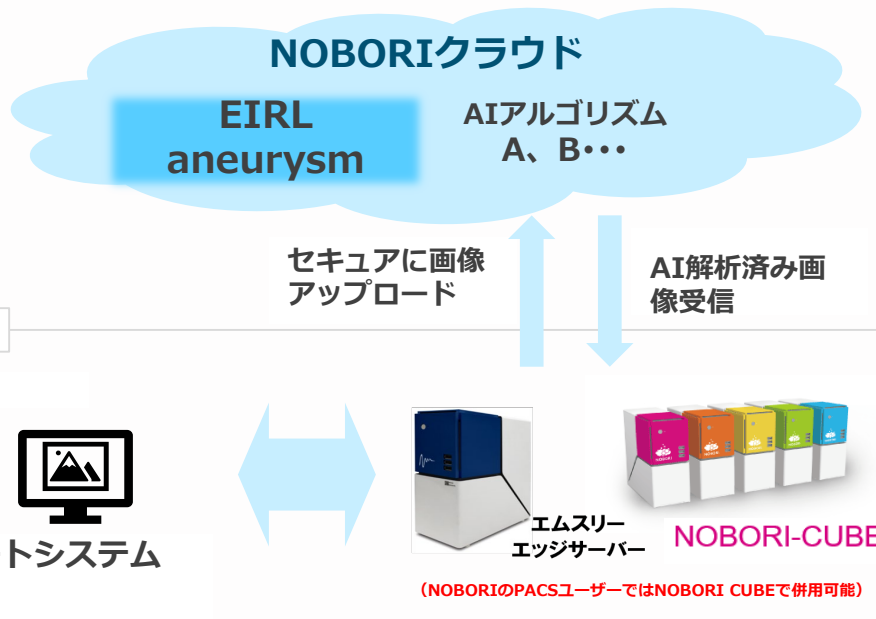 NOBORIクラウド
EIRL
aneurysm
AIアルゴリズム
A、B・・・
セキュアに画像
アップロード
AI解析済み画
像受信
トシステム
エムスリー
エッジサーバー
NOBORI
NOBORI
NOBORI
NOBORI
NOBORI-CUBE
（NOBORIのPACSユーザーではNOBORI CUBEで併用可能）